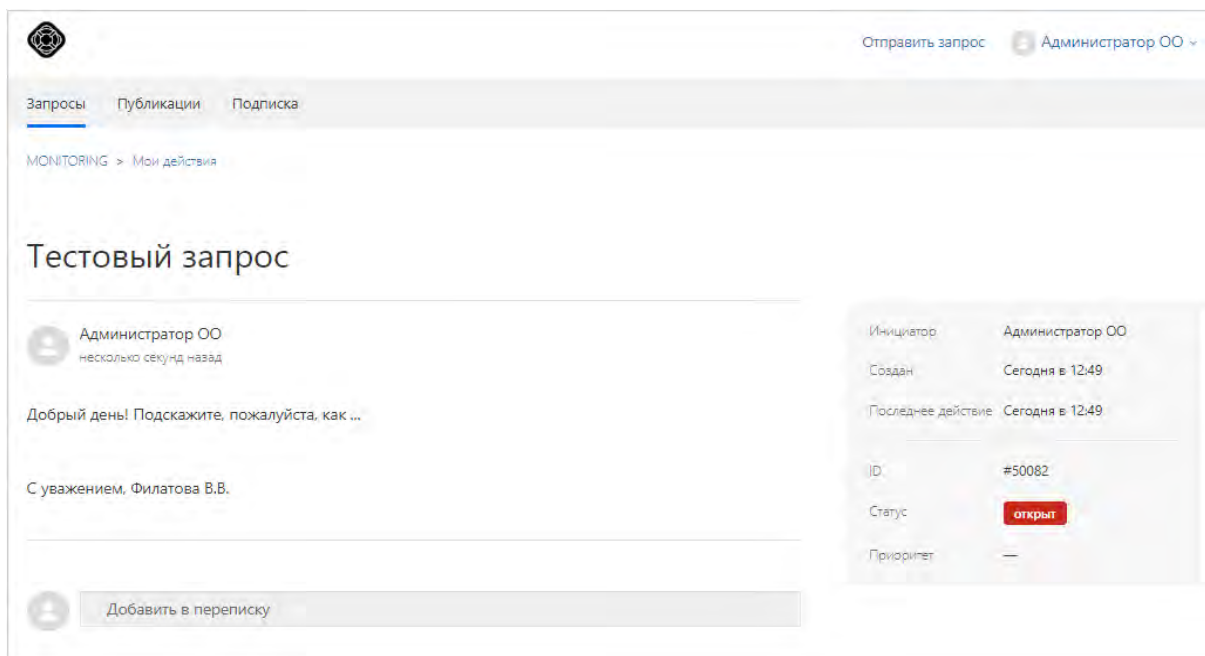 Отправить запрос
Администратор ОО
Запросы Публикации Подписка
MONITORING > Мои действия
Тестовый запрос
Администратор ОО
несколько секунд назад
Добрый день! Подскажите, пожалуйста, как ...
С уважением, Филатова В.В.
Добавить в переписку
Инициатор Администратор ОО
Создан Сегодня в 12:49
Последнее действие Сегодня в 12:49
ID #50082
Статус открыт
Приоритет —